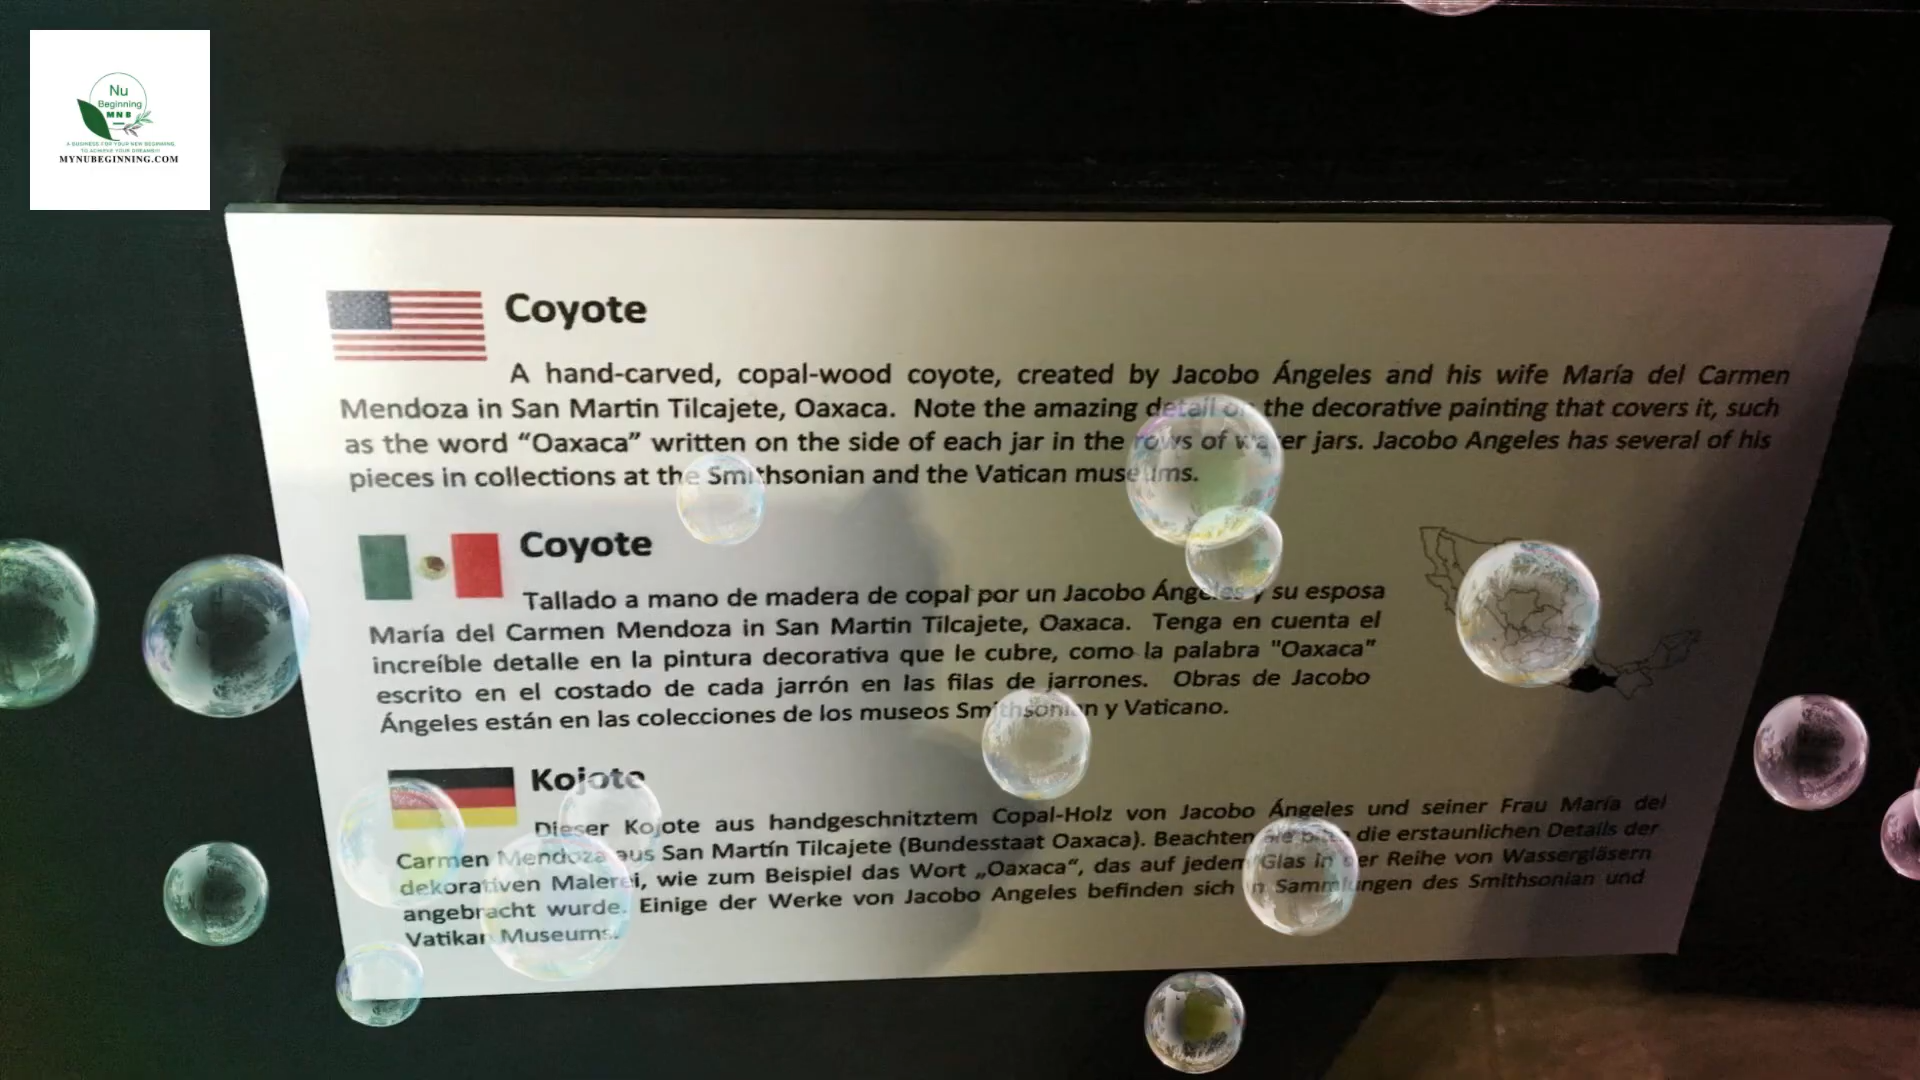 Nu
Beginning
MNB
A BUSINESS FOR YOUR NEW BEGINNING,
TO ACHIEVE YOUR DREAMS!!!
MYNUBEGINNING.COM
Coyote
A hand-carved, copal-wood coyote, created by Jacobo Ángeles and his wife María del Carmen
Mendoza in San Martin Tilcajete, Oaxaca. Note the amazing detail on the decorative painting that covers it, such
as the word “Oaxaca” written on the side of each jar in the rows of water jars. Jacobo Angeles has several of his
pieces in collections at the Smithsonian and the Vatican museums.
Coyote
Tallado a mano de madera de copal por un Jacobo Ángeles y su esposa
María del Carmen Mendoza in San Martin Tilcajete, Oaxaca. Tenga en cuenta el
increíble detalle en la pintura decorativa que le cubre, como la palabra "Oaxaca"
escrito en el costado de cada jarrón en las filas de jarrones. Obras de Jacobo
Ángeles están en las colecciones de los museos Smithsonian y Vaticano.
Kojote
Dieser Kojote aus handgeschnitztem Copal-Holz von Jacobo Ángeles und seiner Frau María del
Carmen Mendoza aus San Martín Tilcajete (Bundesstaat Oaxaca). Beachten Sie bitte die erstaunlichen Details der
dekorativen Malerei, wie zum Beispiel das Wort „Oaxaca“, das auf jedem Glas in der Reihe von Wassergläsern
angebracht wurde. Einige der Werke von Jacobo Angeles befinden sich in Sammlungen des Smithsonian und
Vatikan Museums.